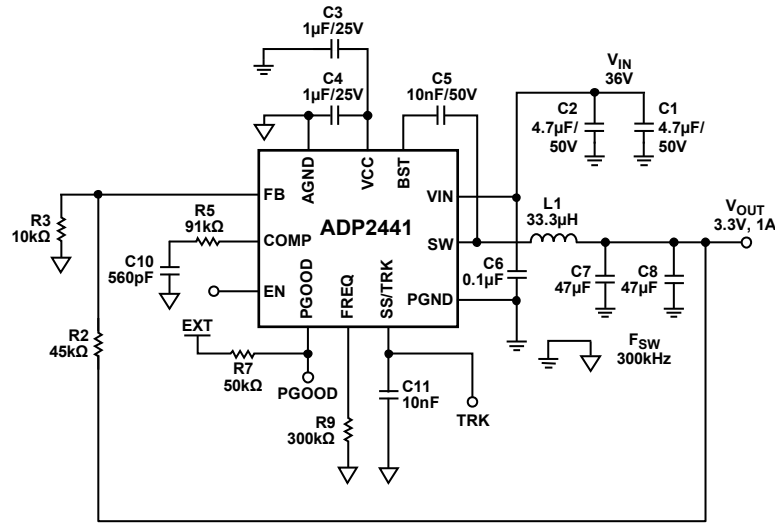 C3
1µF/25V
C4
1µF/25V
C5
10nF/50V
VIN
36V
C2
4.7µF/
50V
C1
4.7µF/
50V
AGND
VCC
BST
FB
VIN
R3
10kΩ
R5
91kΩ
COMP
ADP2441
SW
L1
33.3µH
VOUT
3.3V, 1A
C10
560pF
EN
PGOOD
FREQ
SS/TRK
PGND
C6
0.1µF
C7
47µF
C8
47µF
R2
45kΩ
EXT
R7
50kΩ
PGOOD
C11
10nF
TRK
FSW
300kHz
R9
300kΩ